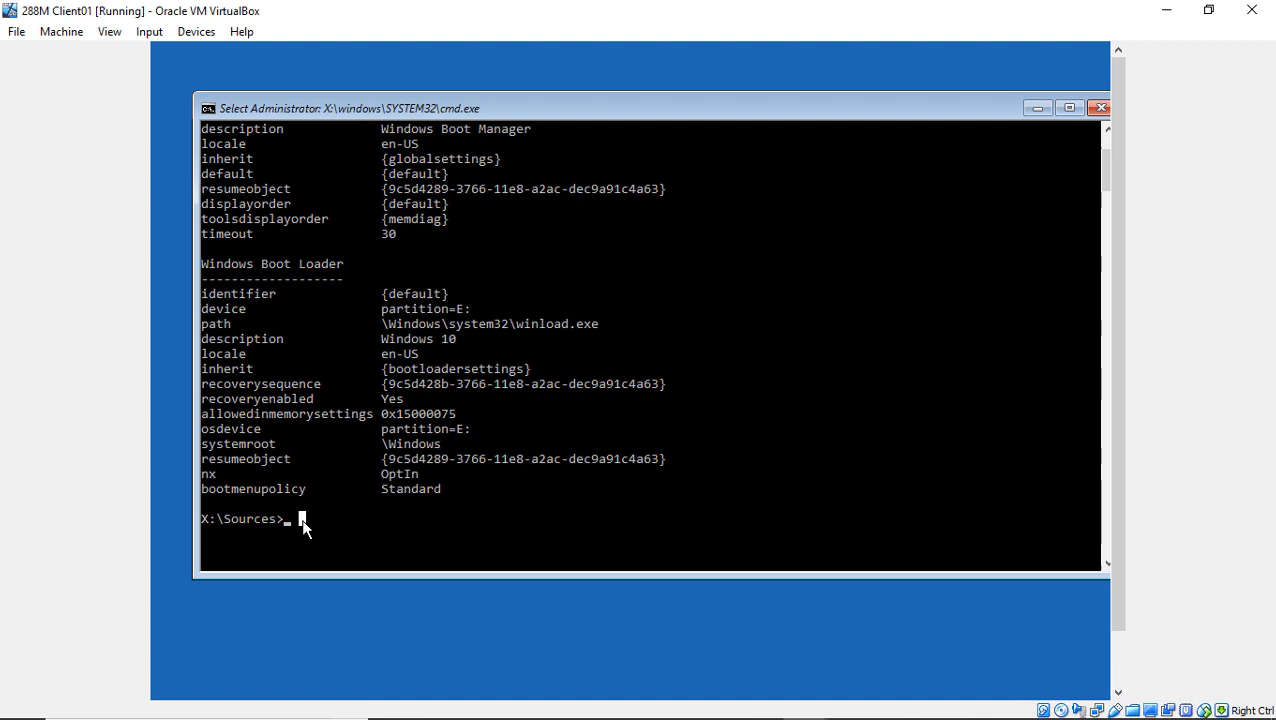 288M Client01 [Running] - Oracle VM VirtualBox
File Machine View Input Devices Help
Select Administrator: X:\windows\SYSTEM32\cmd.exe
description Windows Boot Manager
locale en-US
inherit {globalsettings}
default {default}
resumeobject {9c5d4289-3766-11e8-a2ac-dec9a91c4a63}
displayorder {default}
toolsdisplayorder {memdiag}
timeout 30
Windows Boot Loader
-------------------
identifier {default}
device partition=E:
path \Windows\system32\winload.exe
description Windows 10
locale en-US
inherit {bootloadersettings}
recoverysequence {9c5d428b-3766-11e8-a2ac-dec9a91c4a63}
recoveryenabled Yes
allowedinmemorysettings 0x15000075
osdevice partition=E:
systemroot \Windows
resumeobject {9c5d4289-3766-11e8-a2ac-dec9a91c4a63}
nx OptIn
bootmenupolicy Standard
X:\Sources>_
Right Ctrl